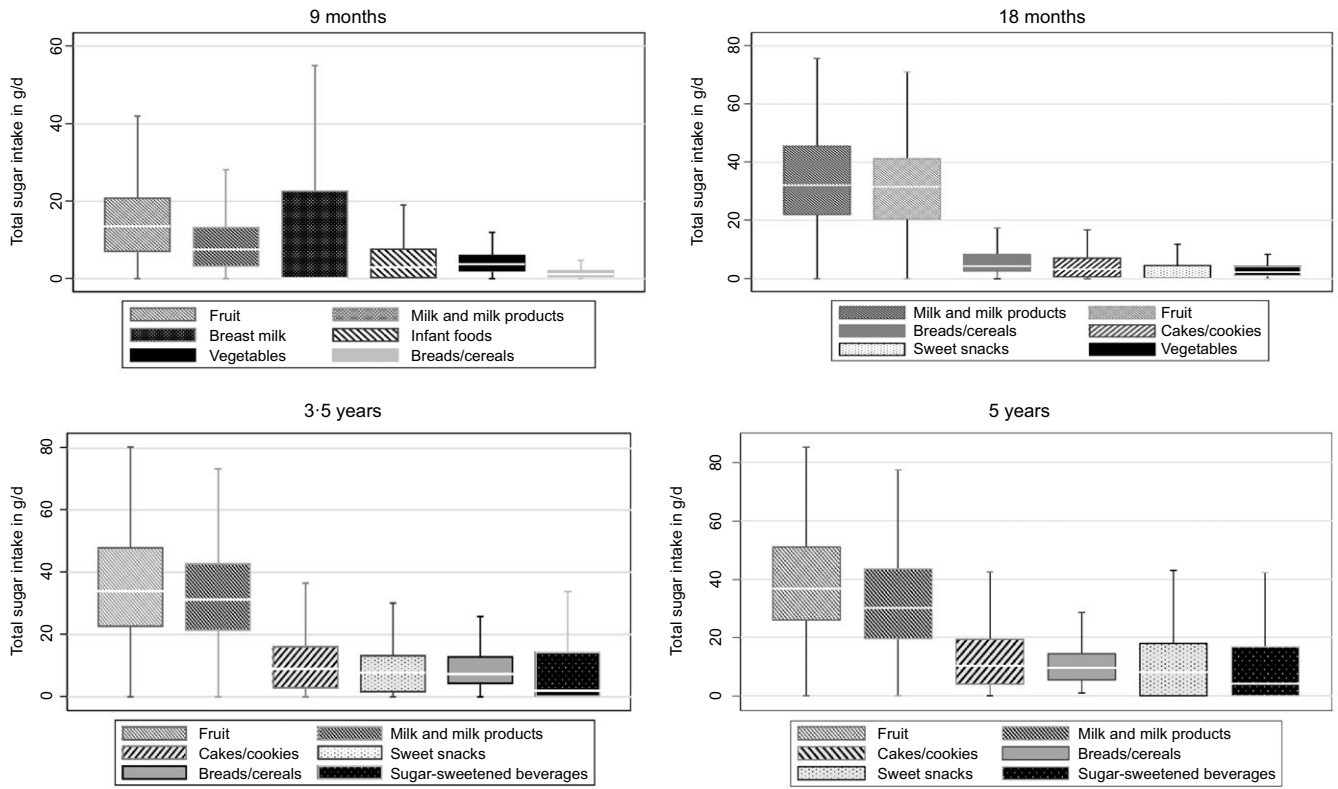 9 months
Total sugar intake in g/d
60
40
20
0
Fruit Milk and milk products
Breast milk Infant foods
Vegetables Breads/cereals
18 months
Total sugar intake in g/d
80
60
40
20
0
Milk and milk products Fruit
Breads/cereals Cakes/cookies
Sweet snacks Vegetables
3·5 years
Total sugar intake in g/d
80
60
40
20
0
Fruit Milk and milk products
Cakes/cookies Sweet snacks
Breads/cereals Sugar-sweetened beverages
5 years
Total sugar intake in g/d
80
60
40
20
0
Fruit Milk and milk products
Cakes/cookies Breads/cereals
Sweet snacks Sugar-sweetened beverages